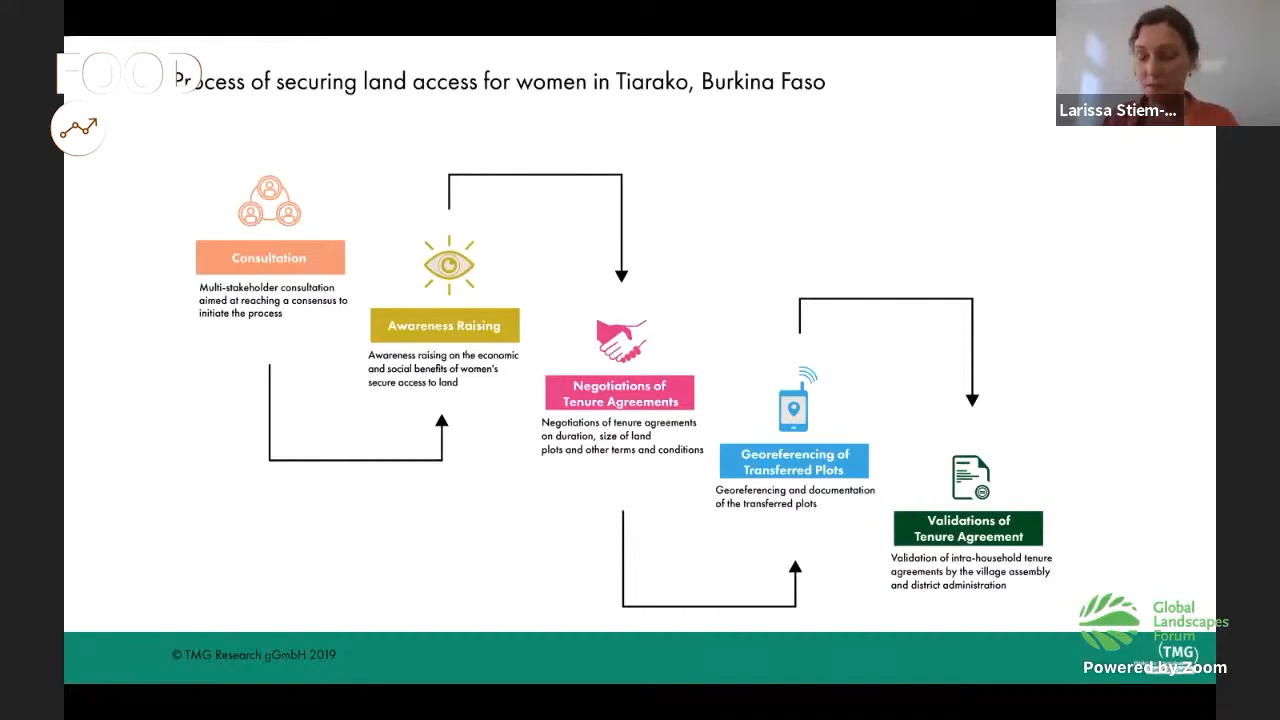 FOOD
Process of securing land access for women in Tiarako, Burkina Faso
Larissa Stiem-...
Consultation
Multi-stakeholder consultation
aimed at reaching a consensus to
initiate the process
Awareness Raising
Awareness raising on the economic
and social benefits of women's
secure access to land
Negotiations of
Tenure Agreements
Negotiations of tenure agreements
on duration, size of land
plots and other terms and conditions
Georeferencing of
Transferred Plots
Georeferencing and documentation
of the transferred plots
Validations of
Tenure Agreement
Validation of intra-household tenure
agreements by the village assembly
and district administration
Global
Landscapes
Forum
(TMG)
© TMG Research gGmbH 2019
Powered by Zoom